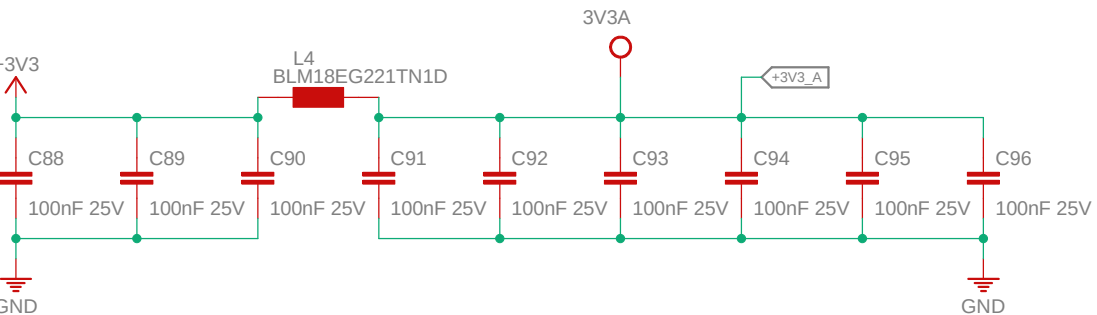 3V3A
+3V3
L4
BLM18EG221TN1D
+3V3_A
C88
C89
C90
C91
C92
C93
C94
C95
C96
100nF 25V
100nF 25V
100nF 25V
100nF 25V
100nF 25V
100nF 25V
100nF 25V
100nF 25V
100nF 25V
GND
GND